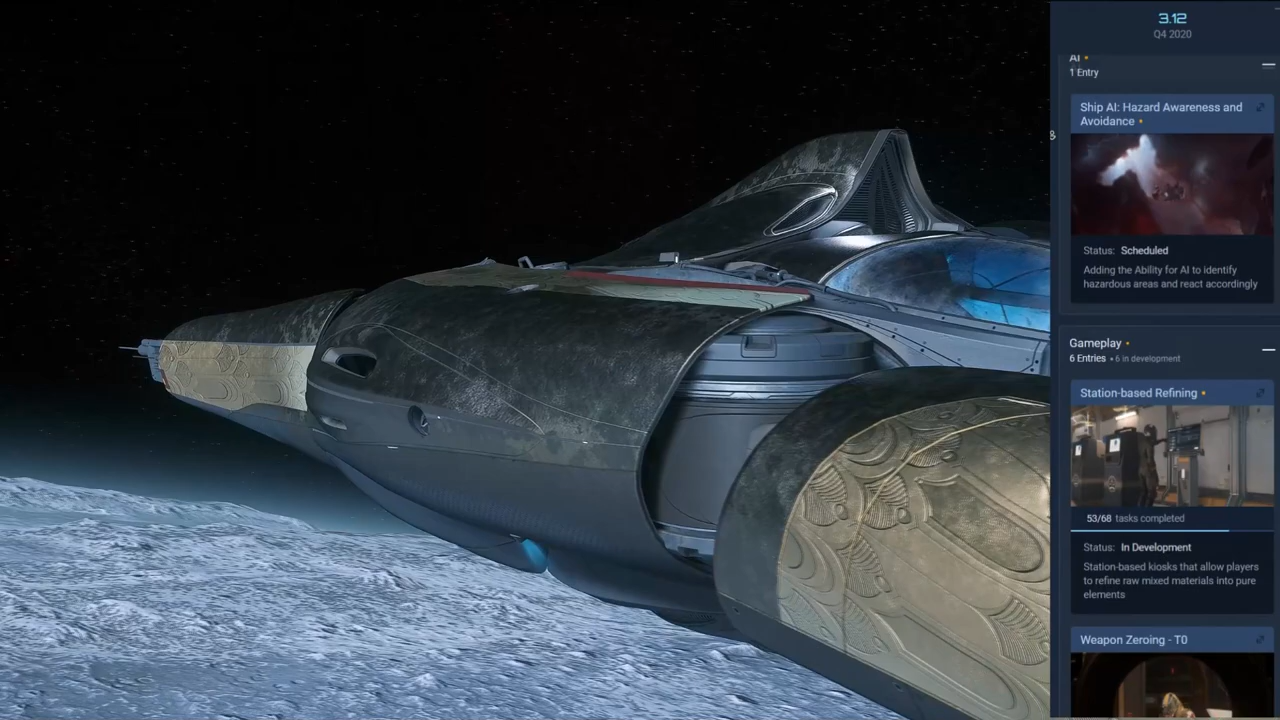 3.12
Q4 2020
AI
1 Entry
Ship AI: Hazard Awareness and
Avoidance
&
Status: Scheduled
Adding the Ability for AI to identify
hazardous areas and react accordingly
Gameplay
6 Entries • 6 in development
Station-based Refining
53/68 tasks completed
Status: In Development
Station-based kiosks that allow players
to refine raw mixed materials into pure
elements
Weapon Zeroing - T0